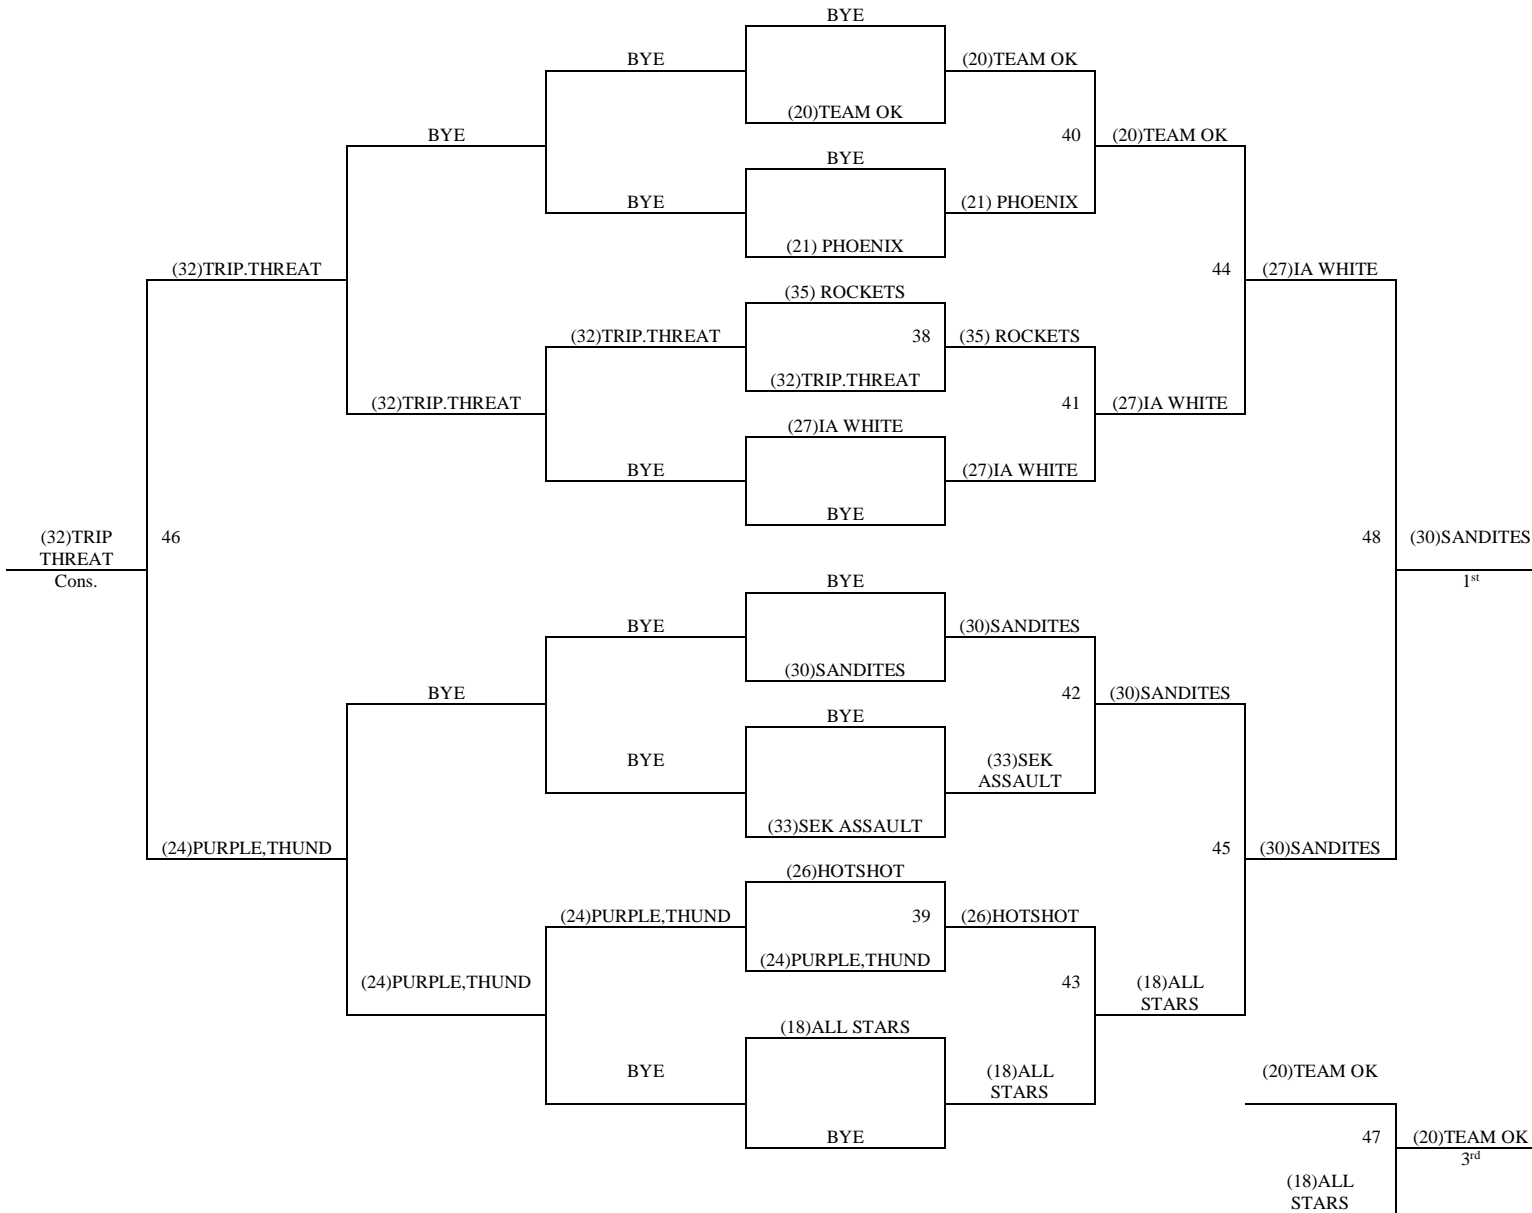 BYE
BYE
(20)TEAM OK
(20)TEAM OK
BYE
40
(20)TEAM OK
BYE
BYE
(21) PHOENIX
(21) PHOENIX
(32)TRIP.THREAT
44
(27)IA WHITE
(35) ROCKETS
(32)TRIP.THREAT
38
(35) ROCKETS
(32)TRIP.THREAT
(32)TRIP.THREAT
41
(27)IA WHITE
(27)IA WHITE
BYE
(27)IA WHITE
BYE
(32)TRIP
THREAT
Cons.
46
48
(30)SANDITES
1st
BYE
BYE
(30)SANDITES
(30)SANDITES
BYE
42
(30)SANDITES
BYE
BYE
(33)SEK
ASSAULT
(33)SEK ASSAULT
(24)PURPLE,THUND
45
(30)SANDITES
(26)HOTSHOT
(24)PURPLE,THUND
39
(26)HOTSHOT
(24)PURPLE,THUND
(24)PURPLE,THUND
43
(18)ALL
STARS
(18)ALL STARS
BYE
(18)ALL
STARS
BYE
(20)TEAM OK
47
(20)TEAM OK
3rd
(18)ALL
STARS